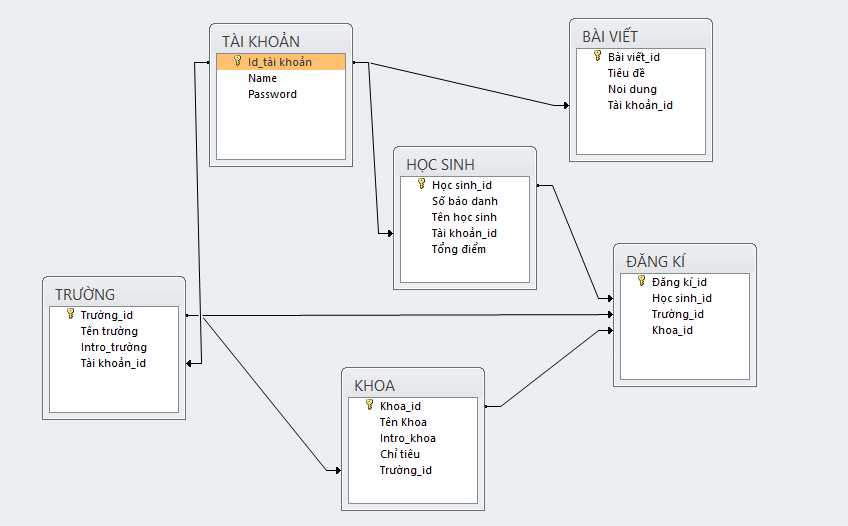 TÀI KHOẢN
Id_tài khoản
Name
Password
BÀI VIẾT
Bài viết_id
Tiêu đề
Noi dung
Tài khoản_id
HỌC SINH
Học sinh_id
Số báo danh
Tên học sinh
Tài khoản_id
Tổng điểm
ĐĂNG KÍ
Đăng kí_id
Học sinh_id
Trường_id
Khoa_id
TRƯỜNG
Trường_id
Tên trường
Intro_trường
Tài khoản_id
KHOA
Khoa_id
Tên Khoa
Intro_khoa
Chỉ tiêu
Trường_id